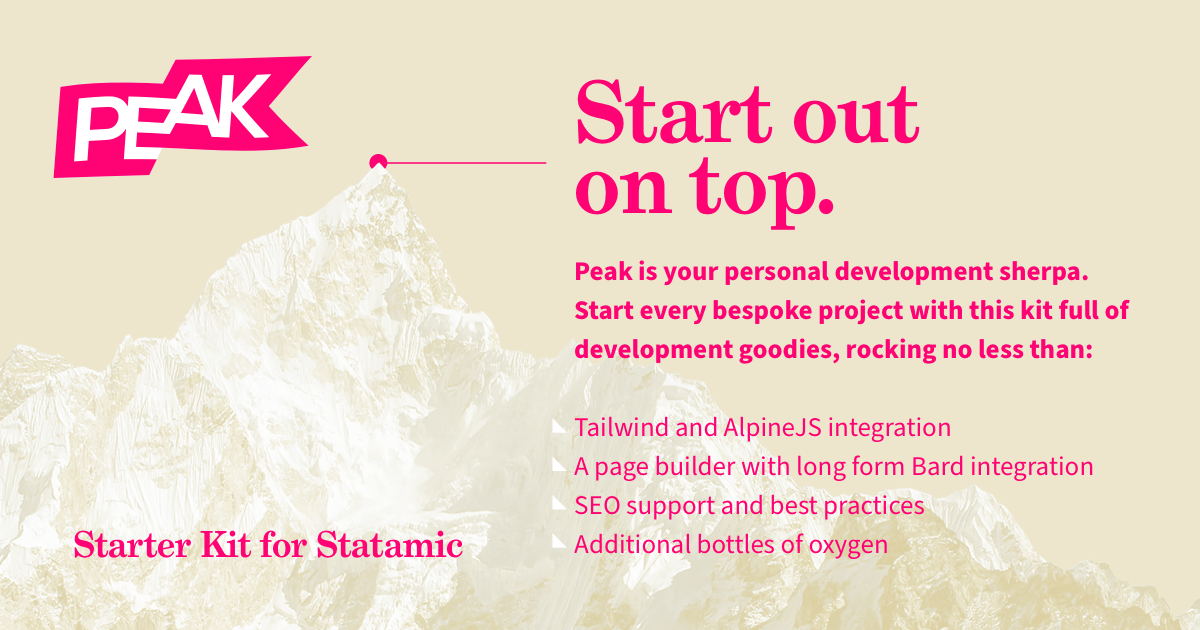 PEAK
Start out
on top.
Peak is your personal development sherpa.
Start every bespoke project with this kit full of
development goodies, rocking no less than:
Tailwind and AlpineJS integration
A page builder with long form Bard integration
SEO support and best practices
Additional bottles of oxygen
Starter Kit for Statamic